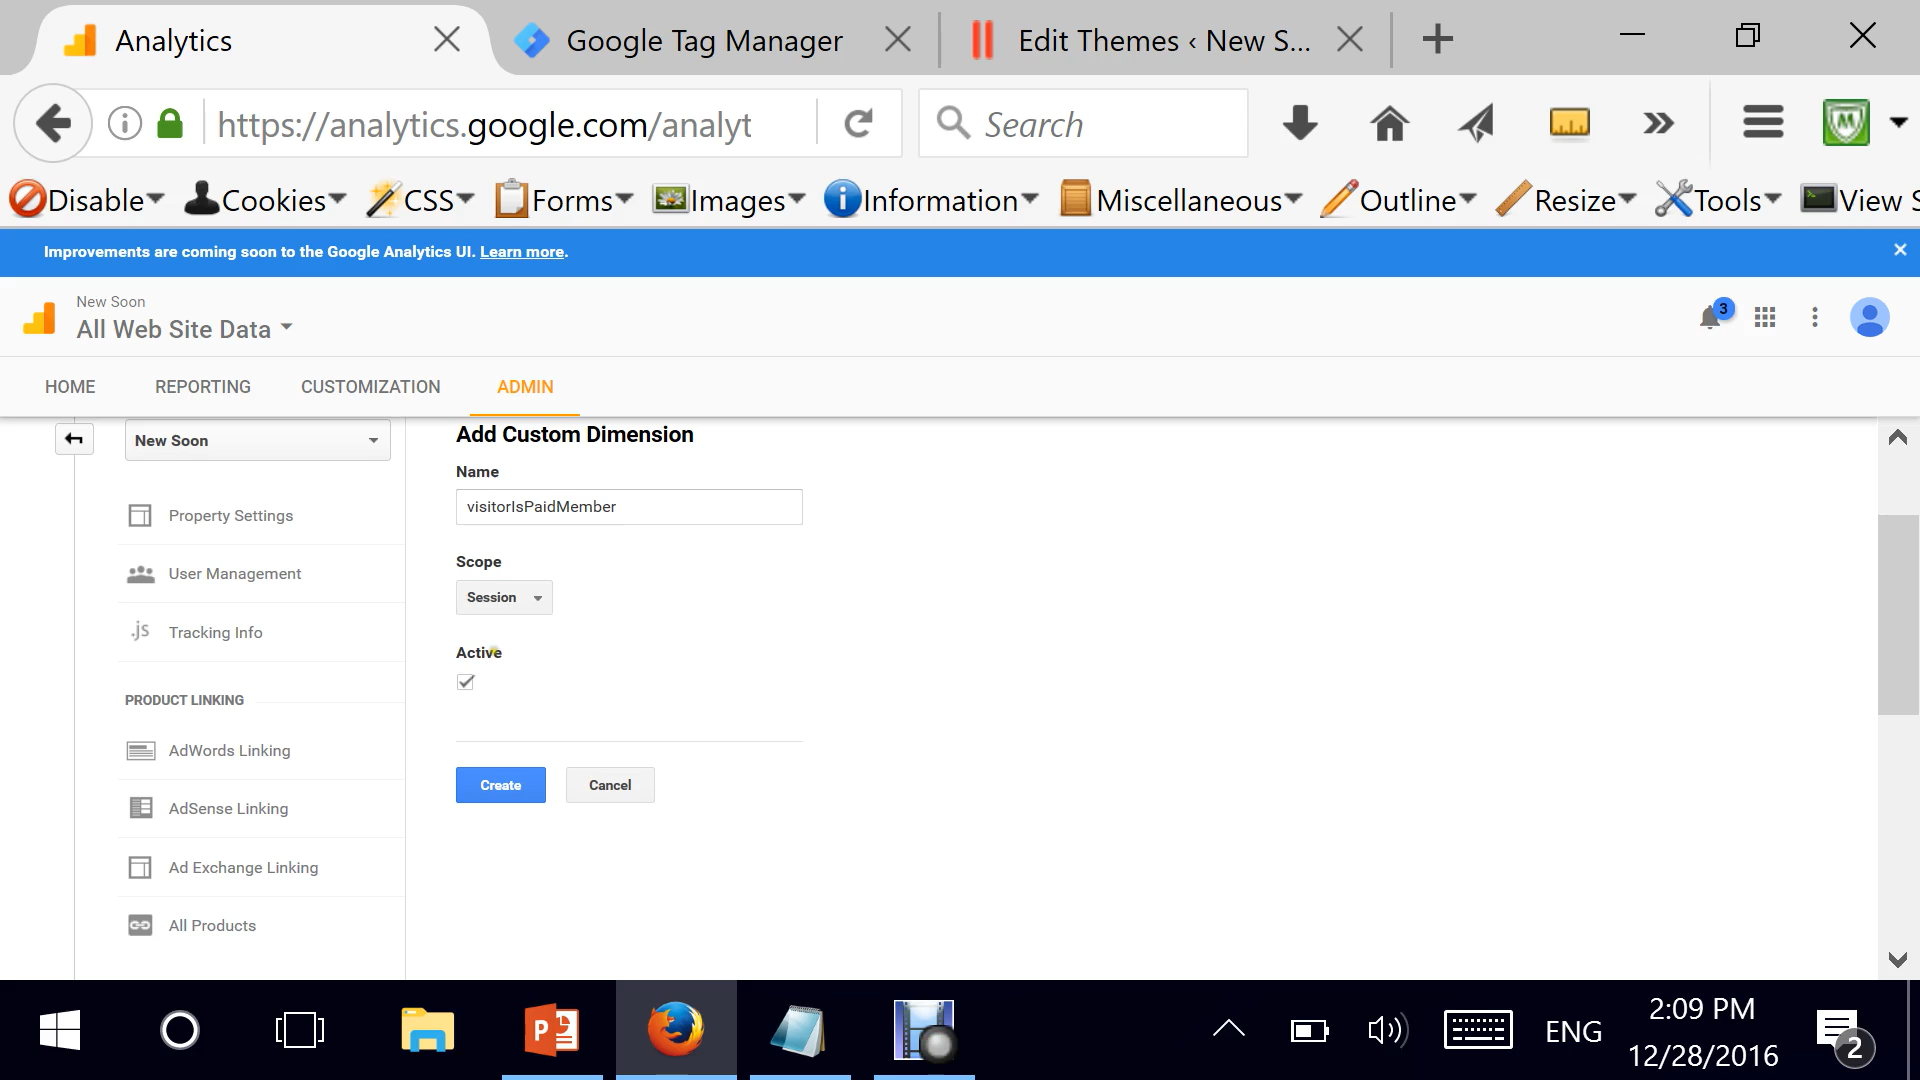 Analytics
Google Tag Manager
Edit Themes ‹ New S...
https://analytics.google.com/analyt
Search
Disable
Cookies
CSS
Forms
Images
Information
Miscellaneous
Outline
Resize
Tools
View S
Improvements are coming soon to the Google Analytics UI. Learn more.
New Soon
All Web Site Data
3
HOME
REPORTING
CUSTOMIZATION
ADMIN
New Soon
Property Settings
User Management
.js Tracking Info
PRODUCT LINKING
AdWords Linking
AdSense Linking
Ad Exchange Linking
All Products
Add Custom Dimension
Name
visitorIsPaidMember
Scope
Session
Active
Create
Cancel
ENG
2:09 PM
12/28/2016
2